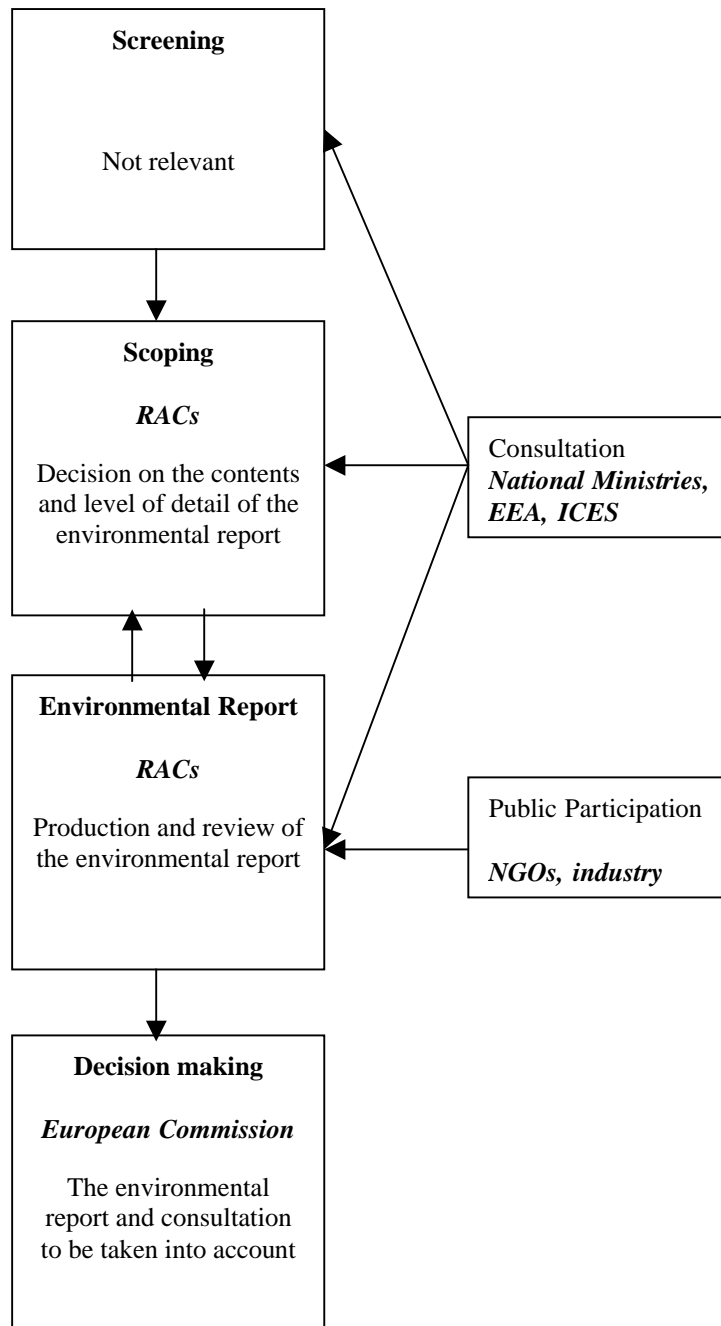 Screening
Not relevant
Scoping
RACs
Decision on the contents
and level of detail of the
environmental report
Consultation
National Ministries,
EEA, ICES
Environmental Report
RACs
Production and review of
the environmental report
Public Participation
NGOs, industry
Decision making
European Commission
The environmental
report and consultation
to be taken into account